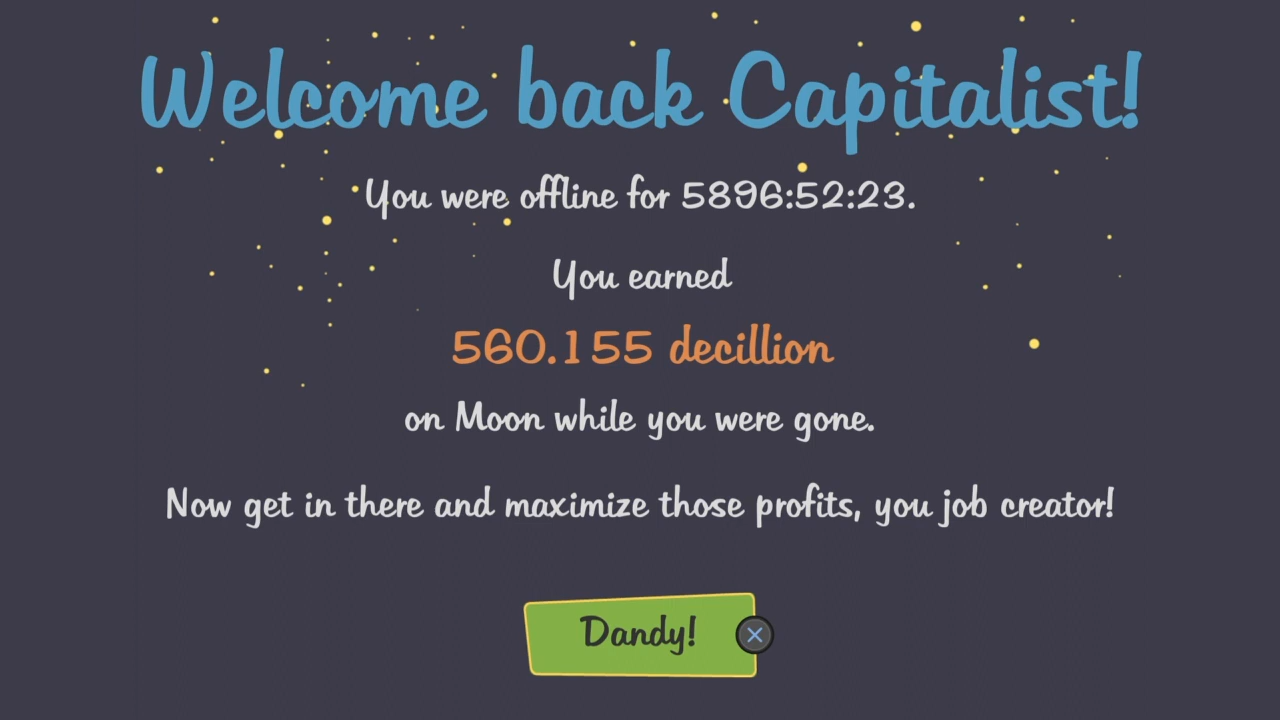 Welcome back Capitalist!
You were offline for 5896:52:23.
You earned
560.155 decillion
on Moon while you were gone.
Now get in there and maximize those profits, you job creator!
Dandy!